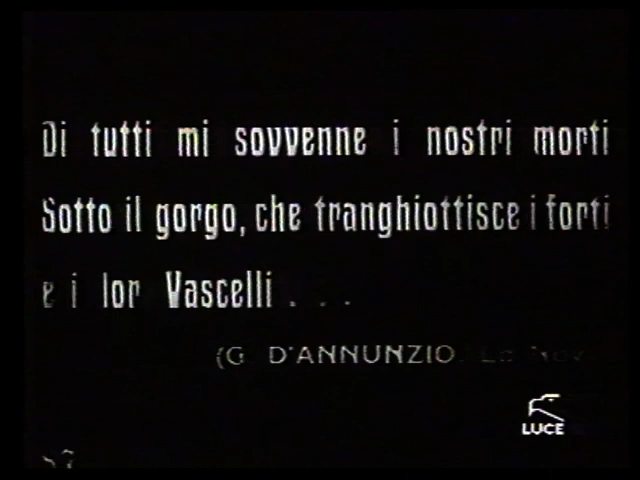 Di tutti mi sovvenne i nostri morti
Sotto il gorgo, che tranghiottisce i forti
e i lor Vascelli . . .
(G. D'ANNUNZIO.
LUCE